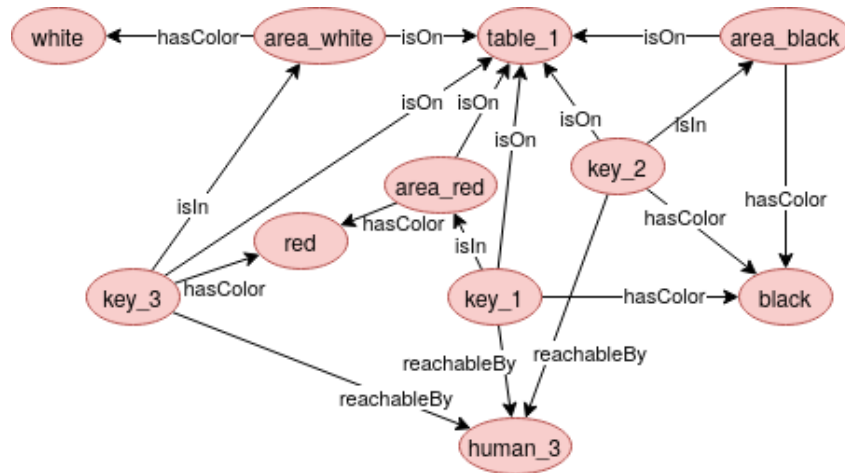 white
hasColor
area_white
isOn
table_1
isOn
area_black
isOn
isOn
isOn
isOn
isIn
key_2
area_red
isIn
hasColor
hasColor
hasColor
red
isIn
key_3
hasColor
key_1
hasColor
black
reachableBy
reachableBy
reachableBy
human_3